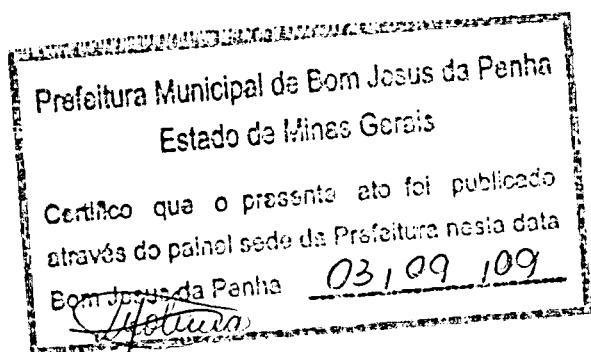 Prefeitura Municipal de Bom Jesus da Penha
Estado de Minas Gerais
Certifico que o presente ato foi publicado
através do painel sede da Prefeitura nesta data
Bom Jesus da Penha 03 / 09 / 09